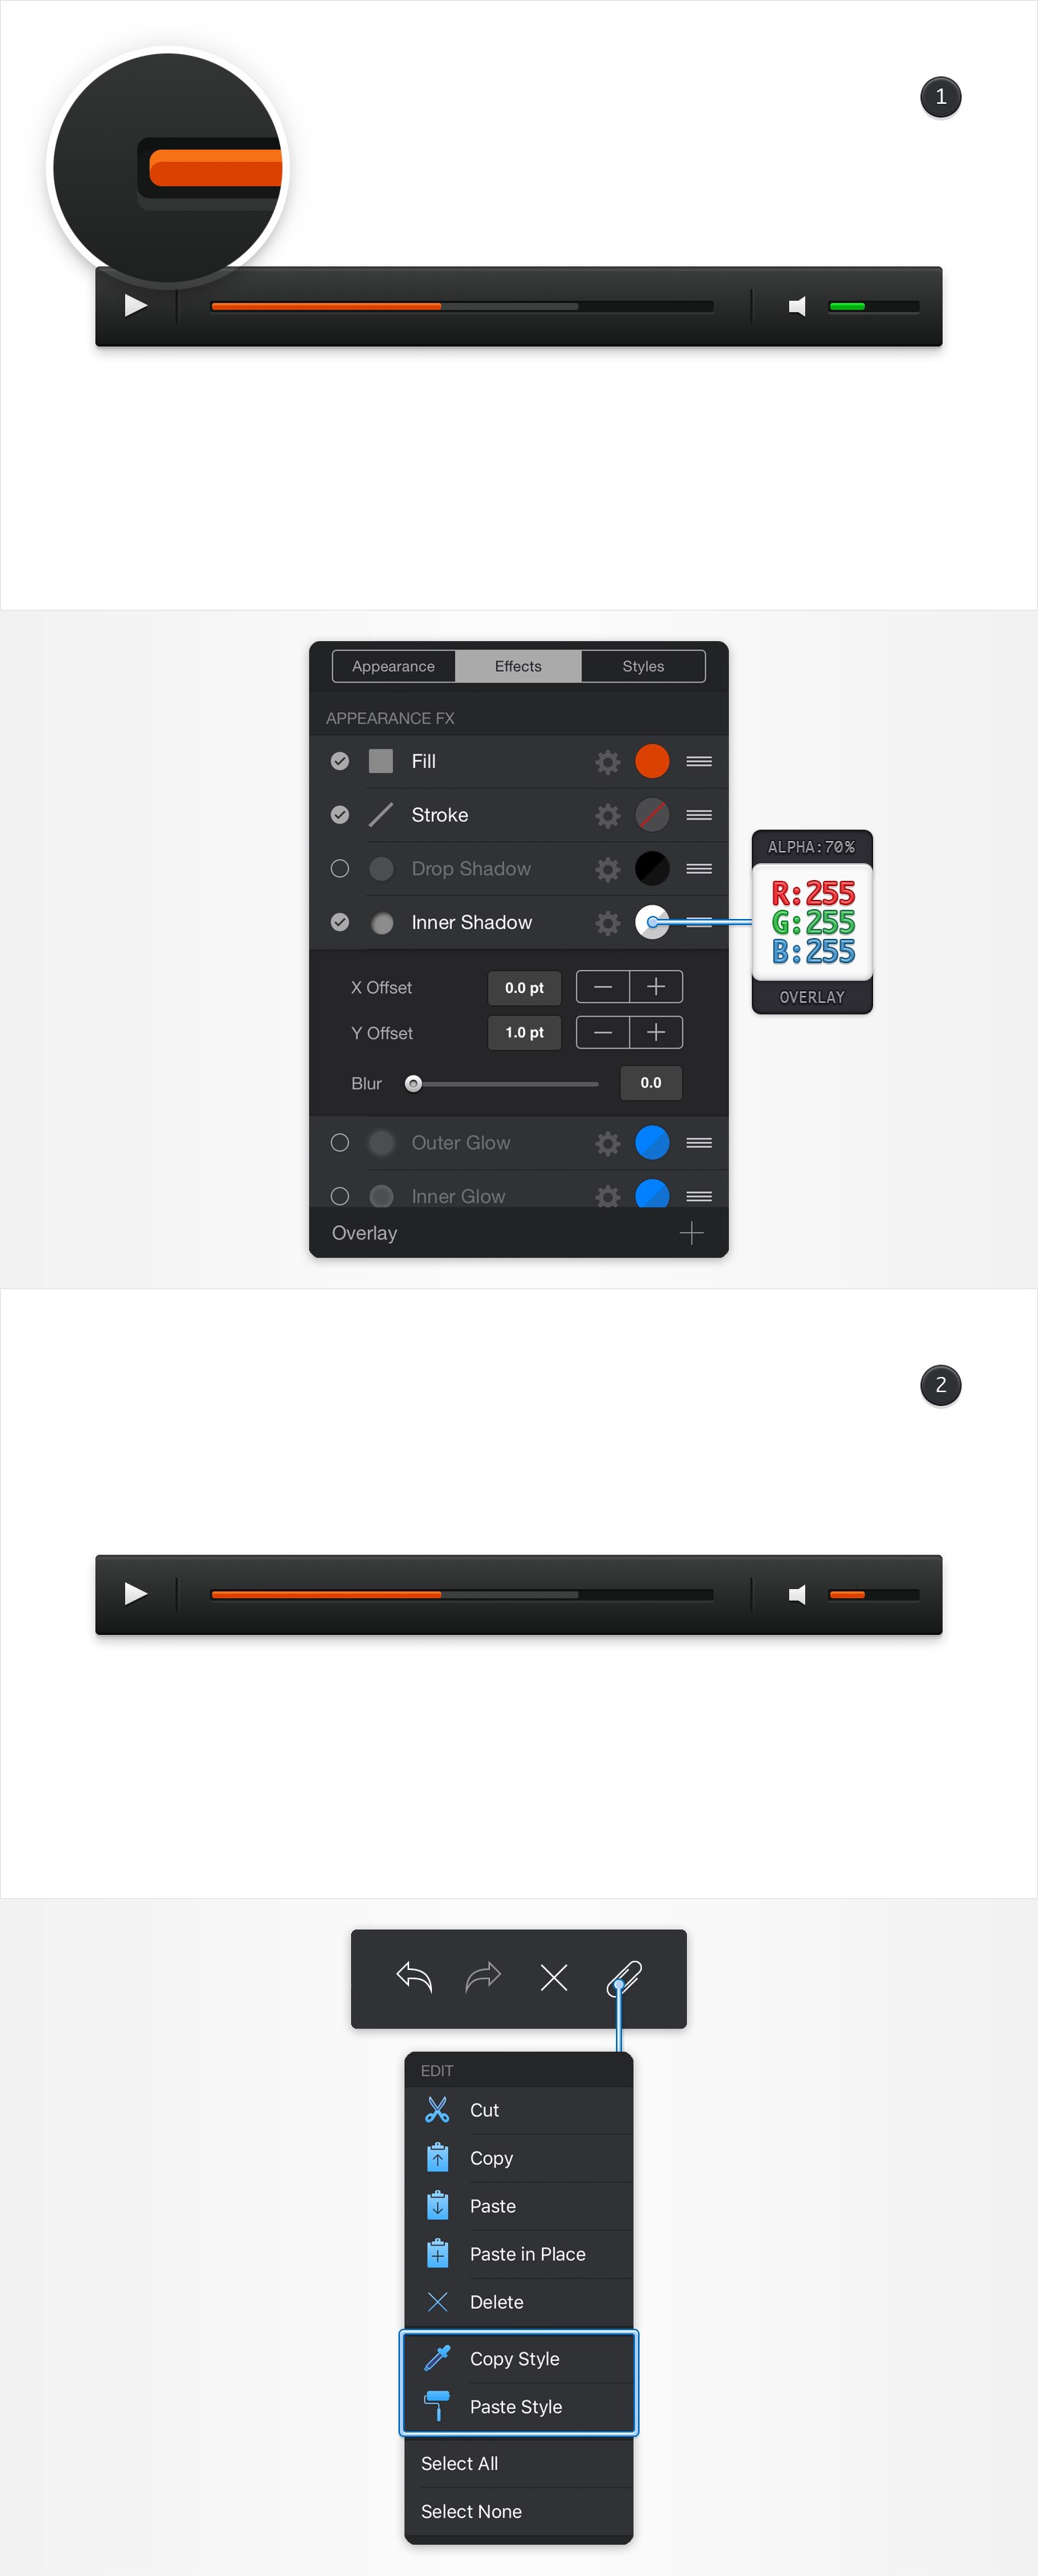 1
Appearance Effects Styles
APPEARANCE FX
Fill
Stroke
Drop Shadow
Inner Shadow
ALPHA:70%
R:255
G:255
B:255
OVERLAY
X Offset 0.0 pt
Y Offset 1.0 pt
Blur 0.0
Outer Glow
Inner Glow
Overlay
2
EDIT
Cut
Copy
Paste
Paste in Place
Delete
Copy Style
Paste Style
Select All
Select None